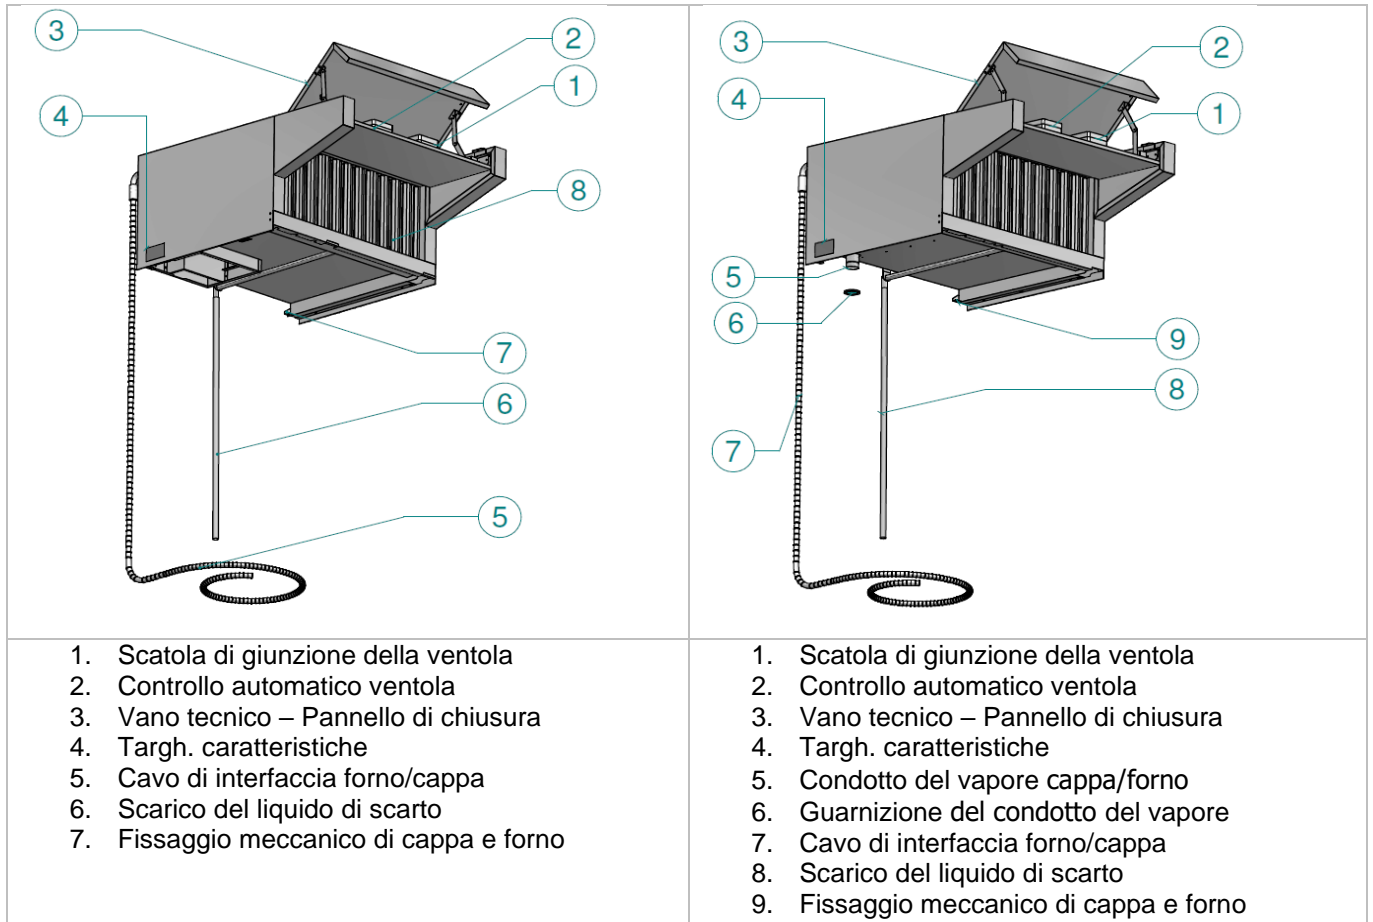 3
2
1
4
8
7
6
5
3
2
1
4
5
6
9
8
7
1. Scatola di giunzione della ventola
2. Controllo automatico ventola
3. Vano tecnico – Pannello di chiusura
4. Targh. caratteristiche
5. Cavo di interfaccia forno/cappa
6. Scarico del liquido di scarto
7. Fissaggio meccanico di cappa e forno
1. Scatola di giunzione della ventola
2. Controllo automatico ventola
3. Vano tecnico – Pannello di chiusura
4. Targh. caratteristiche
5. Condotto del vapore cappa/forno
6. Guarnizione del condotto del vapore
7. Cavo di interfaccia forno/cappa
8. Scarico del liquido di scarto
9. Fissaggio meccanico di cappa e forno